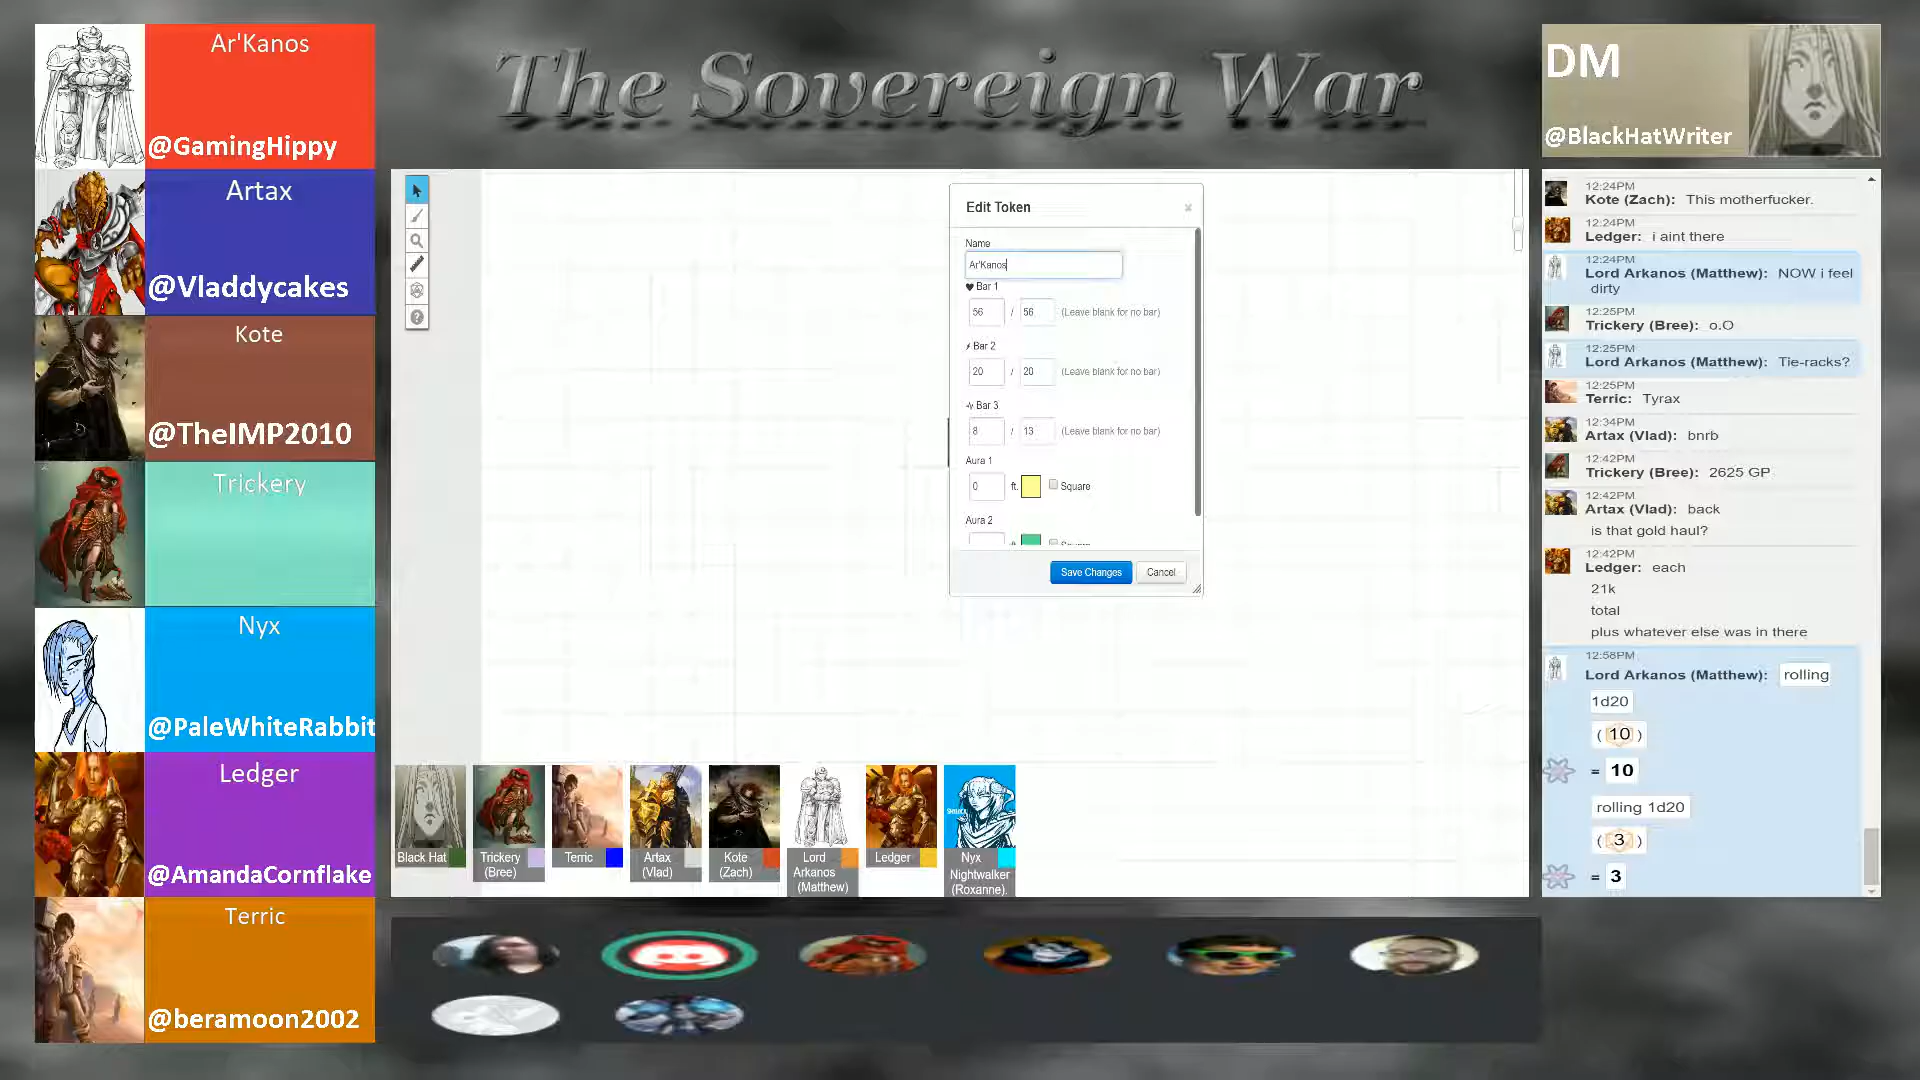 Ar'Kanos
@GamingHippy
Artax
@Vladdycakes
Kote
@TheIMP2010
Trickery
Nyx
@PaleWhiteRabbit
Ledger
@AmandaCornflake
Terric
@beramoon2002
The Sovereign War
DM
@BlackHatWriter
Edit Token
Name
Ar'Kanos
Bar 1
56 / 56 (Leave blank for no bar)
Bar 2
20 / 20 (Leave blank for no bar)
Bar 3
8 / 13 (Leave blank for no bar)
Aura 1
0 ft. Square
Aura 2
Square
Save Changes
Cancel
Black Hat
Trickery
(Bree)
Terric
Artax
(Vlad)
Kote
(Zach)
Lord
Arkanos
(Matthew)
Ledger
Nyx
Nightwalker
(Roxanne).
12:24PM
Kote (Zach): This motherfucker.
12:24PM
Ledger: i aint there
12:24PM
Lord Arkanos (Matthew): NOW i feel
dirty
12:25PM
Trickery (Bree): o.O
12:25PM
Lord Arkanos (Matthew): Tie-racks?
12:25PM
Terric: Tyrax
12:34PM
Artax (Vlad): bnrb
12:42PM
Trickery (Bree): 2625 GP
12:42PM
Artax (Vlad): back
is that gold haul?
12:42PM
Ledger: each
21k
total
plus whatever else was in there
12:58PM
Lord Arkanos (Matthew): rolling
1d20
(10)
= 10
rolling 1d20
(3)
= 3